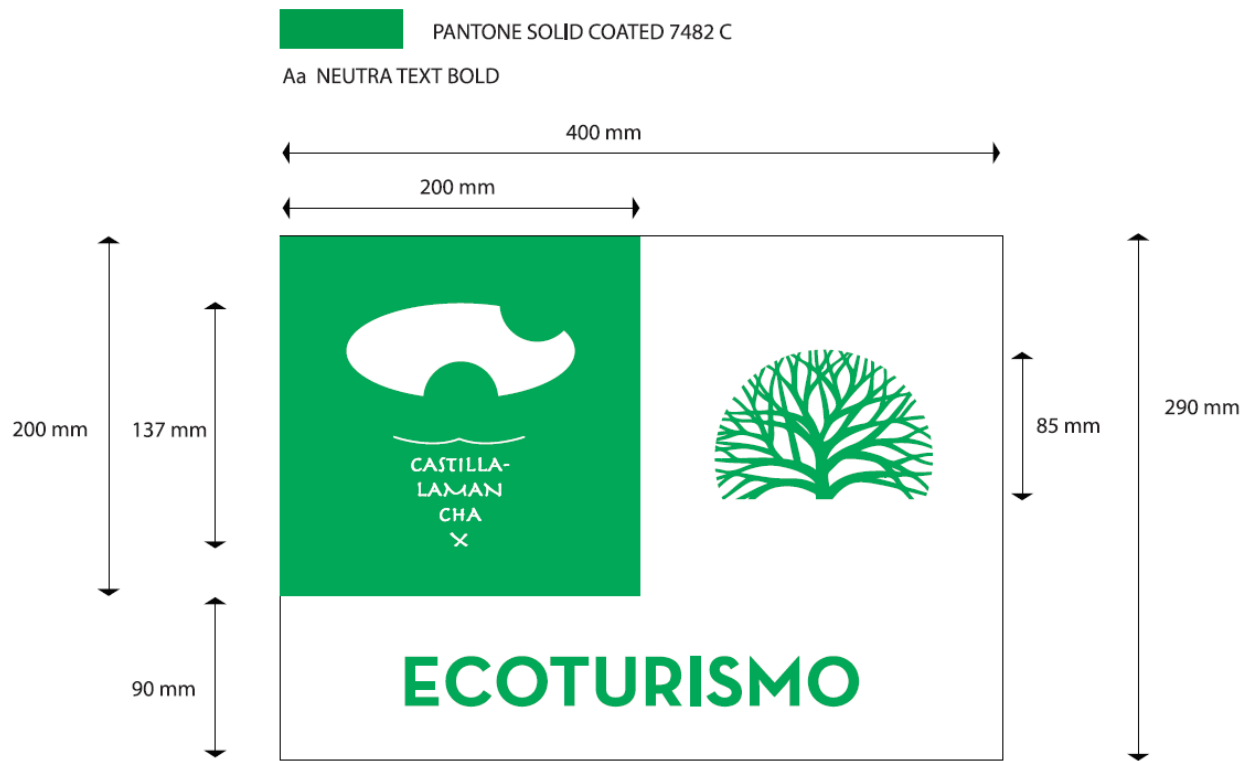 PANTONE SOLID COATED 7482 C
Aa NEUTRA TEXT BOLD
400 mm
200 mm
200 mm
137 mm
85 mm
290 mm
CASTILLA-
LAMAN
CHA
X
90 mm
ECOTURISMO